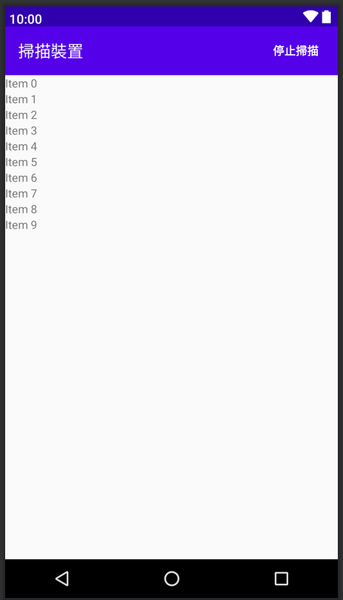 10:00
掃描裝置
停止掃描
Item 0
Item 1
Item 2
Item 3
Item 4
Item 5
Item 6
Item 7
Item 8
Item 9